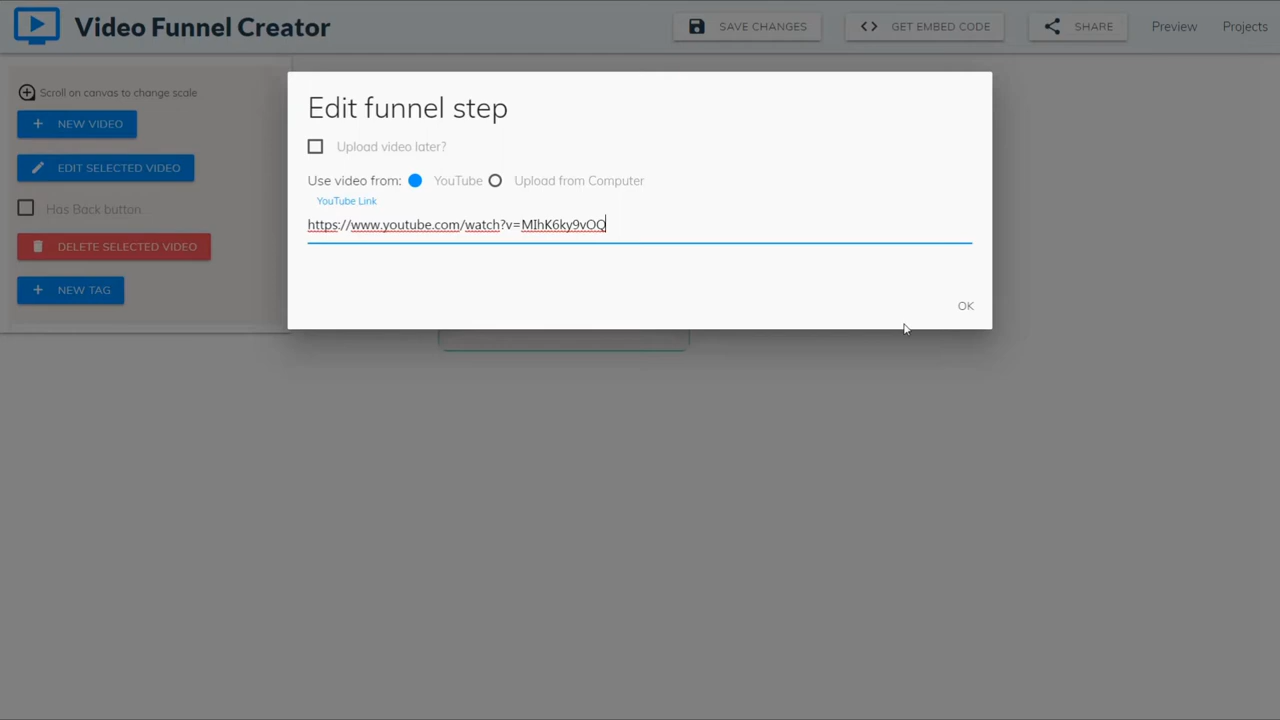 Video Funnel Creator
SAVE CHANGES
GET EMBED CODE
SHARE
Preview
Projects
Scroll on canvas to change scale
NEW VIDEO
EDIT SELECTED VIDEO
Has Back button...
DELETE SELECTED VIDEO
NEW TAG
Edit funnel step
Upload video later?
Use video from: YouTube Upload from Computer
YouTube Link
https://www.youtube.com/watch?v=MIhK6ky9vOQ
OK